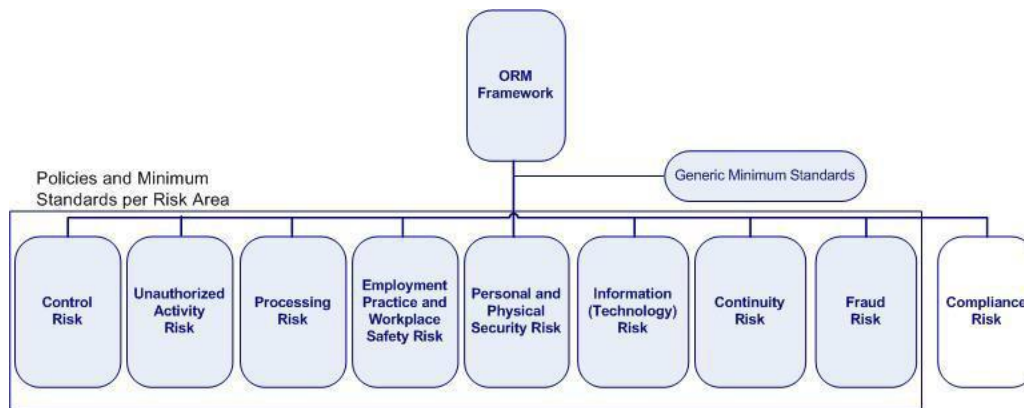 ORM
Framework
Generic Minimum Standards
Policies and Minimum
Standards per Risk Area
Control
Risk
Unauthorized
Activity
Risk
Processing
Risk
Employment
Practice and
Workplace
Safety Risk
Personal and
Physical
Security Risk
Information
(Technology)
Risk
Continuity
Risk
Fraud
Risk
Compliance
Risk